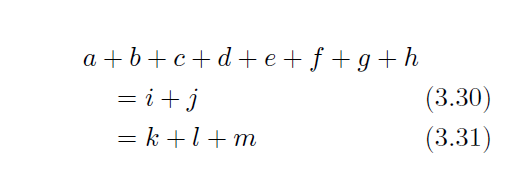 a + b + c + d + e + f + g + h
= i + j (3.30)
= k + l + m (3.31)